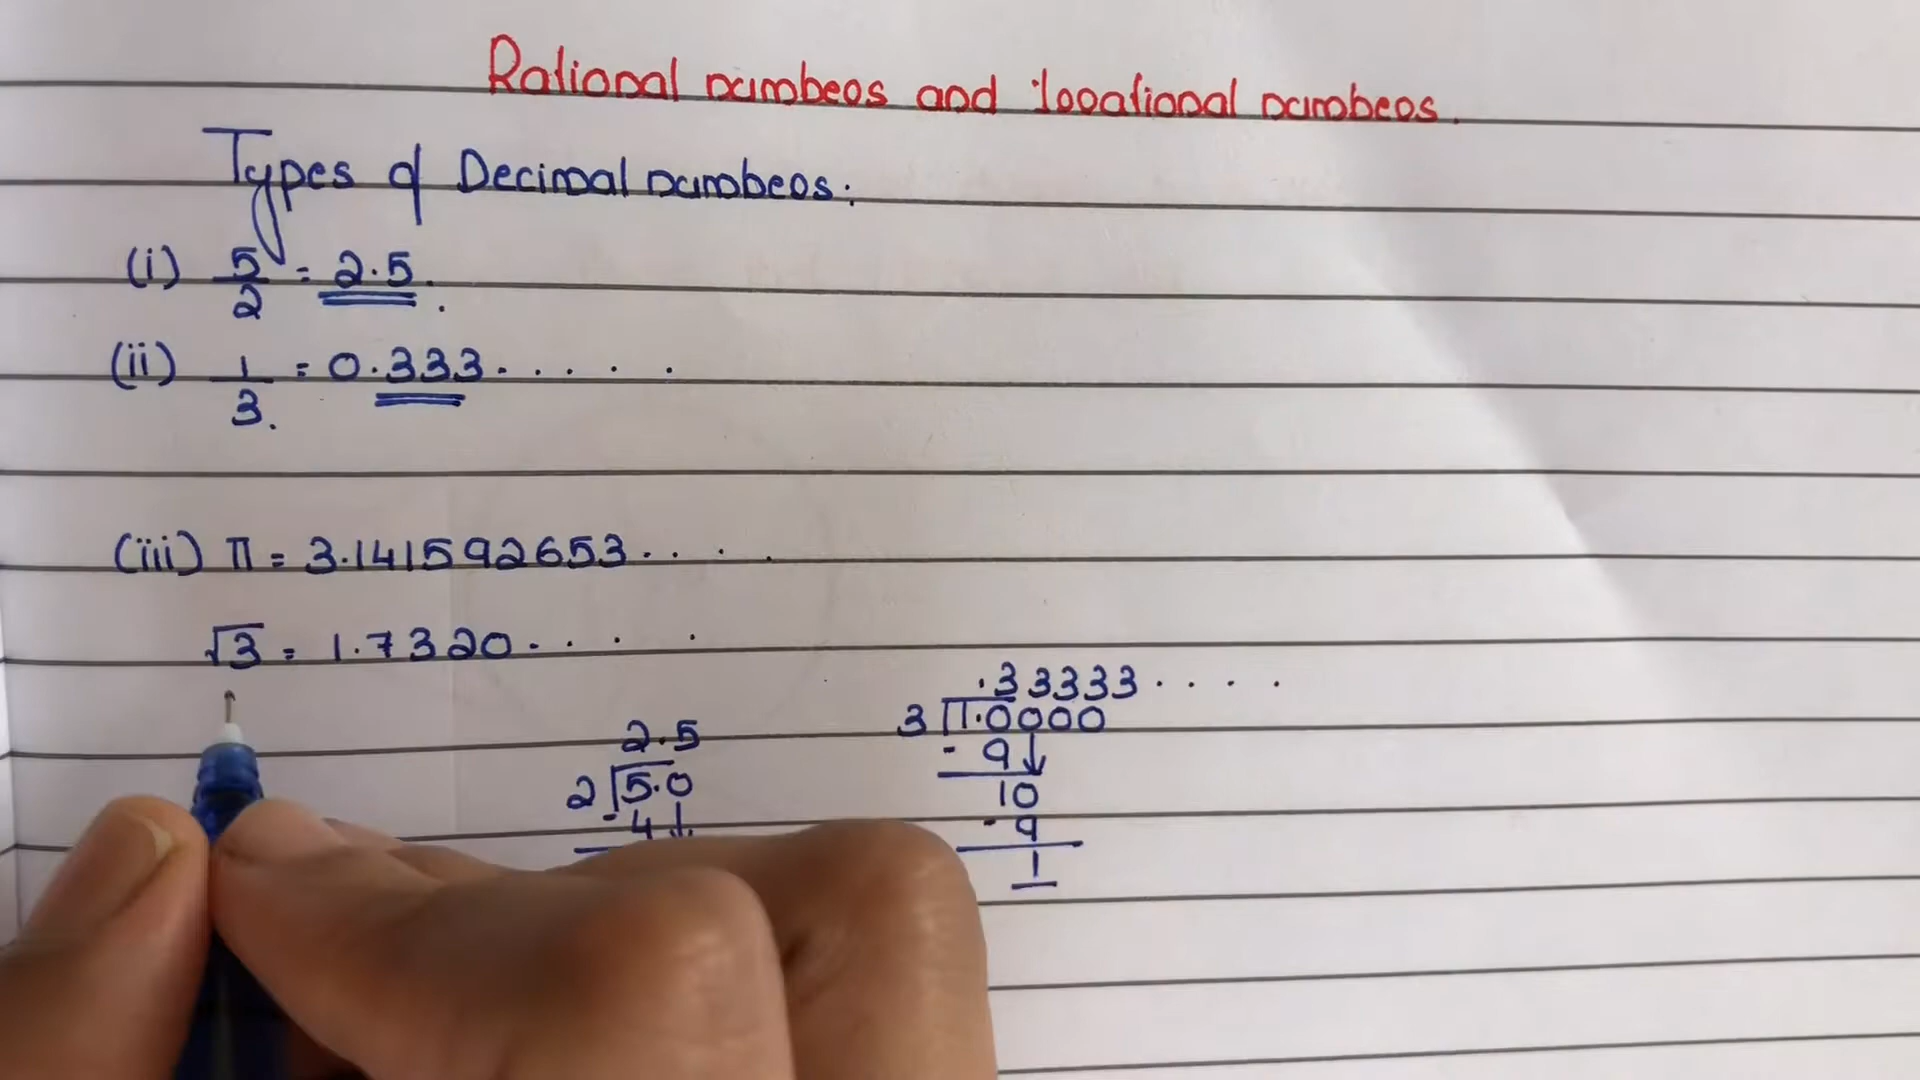 Rational numbers and irrational numbers.
Types of Decimal numbers:
(i) 5/2 = 2.5.
(ii) 1/3. = 0.333.....
(iii) π = 3.141592653....
√3 = 1.7320....
2.5
2 √5.0
- 4↓
.33333....
3 √1.0000
- 9↓
10
- 9
1